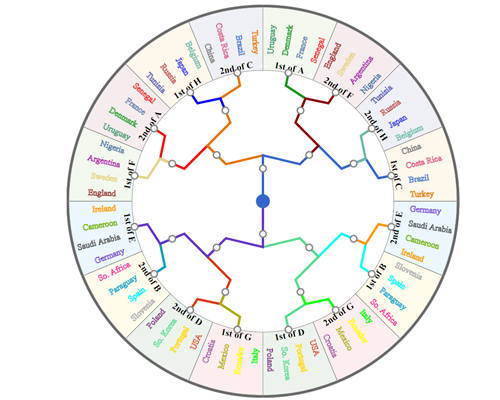 Uruguay
Denmark
France
Senegal
1st of A
England
Sweden
Argentina
Nigeria
2nd of F
Tunisia
Russia
Japan
Belgium
2nd of H
China
Costa Rica
Brazil
Turkey
1st of C
Germany
Saudi Arabia
Cameroon
Ireland
2nd of E
Slovenia
Spain
Paraguay
So. Africa
1st of B
Croatia
Mexico
Ecuador
Italy
2nd of G
Poland
So. Korea
Portugal
USA
1st of D
Croatia
Mexico
Ecuador
Italy
1st of G
Poland
So. Korea
Portugal
USA
2nd of D
So. Africa
Paraguay
Spain
Slovenia
2nd of B
Ireland
Cameroon
Saudi Arabia
Germany
1st of E
Nigeria
Argentina
Sweden
England
1st of F
Senegal
France
Denmark
Uruguay
2nd of A
Belgium
Japan
Russia
Tunisia
1st of H
China
Costa Rica
Brazil
Turkey
2nd of C